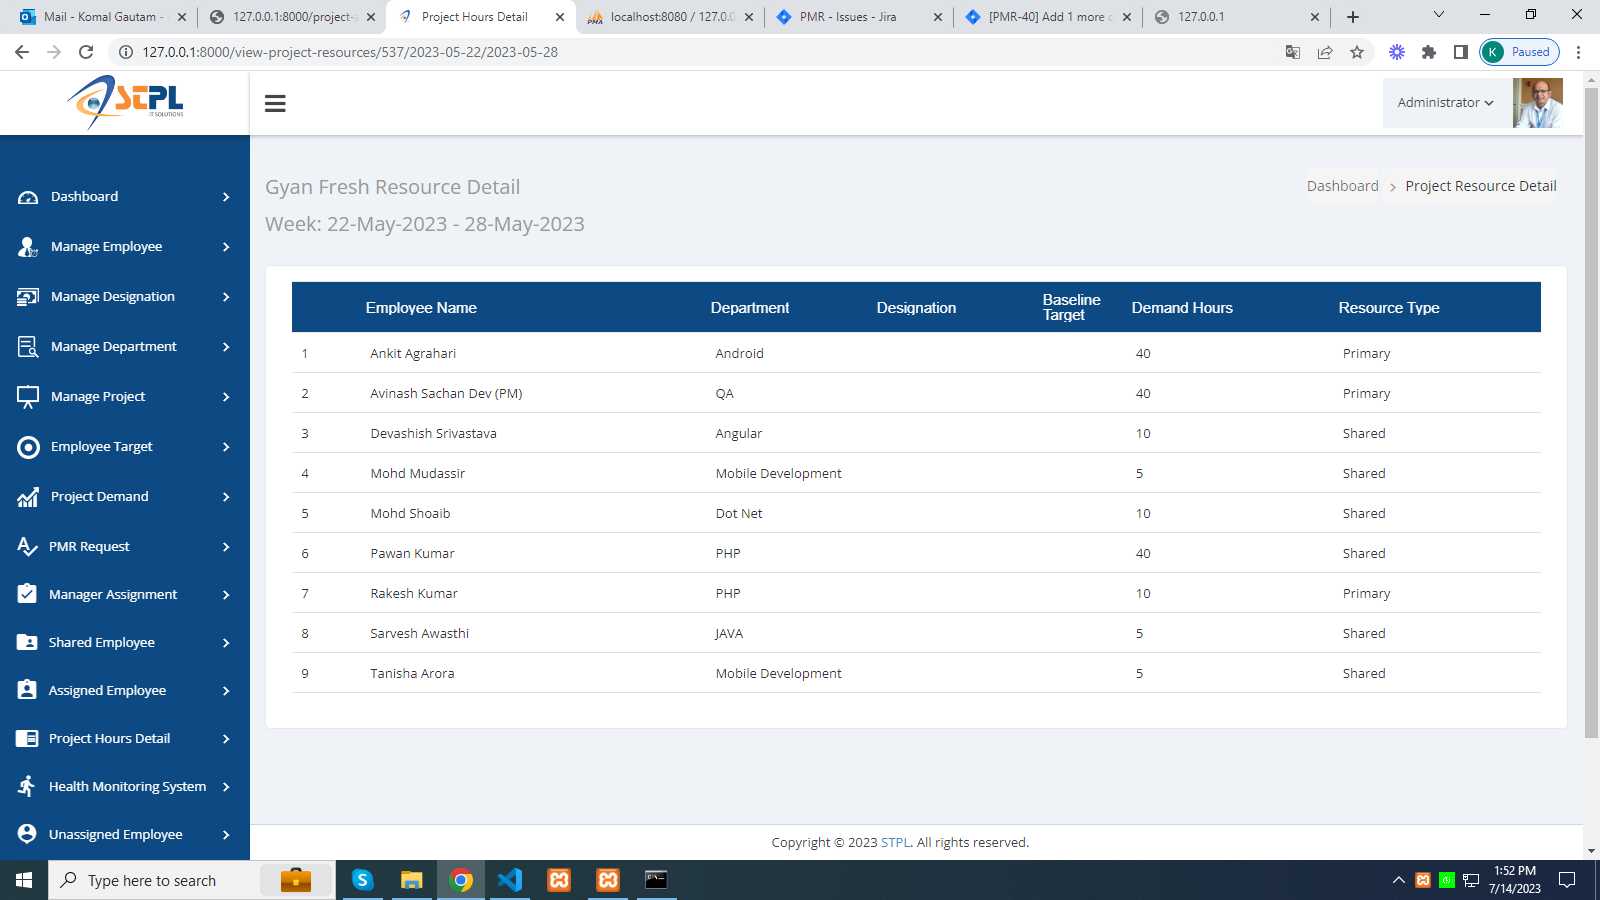 Mail - Komal Gautam -
127.0.0.1:8000/project-
Project Hours Detail
localhost:8080 / 127.0.0
PMR - Issues - Jira
[PMR-40] Add 1 more
127.0.0.1
127.0.0.1:8000/view-project-resources/537/2023-05-22/2023-05-28
K Paused
STPL
IT SOLUTIONS
Administrator
Gyan Fresh Resource Detail
Week: 22-May-2023 - 28-May-2023
Dashboard > Project Resource Detail
Dashboard
Manage Employee
Manage Designation
Manage Department
Manage Project
Employee Target
Project Demand
PMR Request
Manager Assignment
Shared Employee
Assigned Employee
Project Hours Detail
Health Monitoring System
Unassigned Employee
Employee Name Department Designation Baseline Target Demand Hours Resource Type
1 Ankit Agrahari Android 40 Primary
2 Avinash Sachan Dev (PM) QA 40 Primary
3 Devashish Srivastava Angular 10 Shared
4 Mohd Mudassir Mobile Development 5 Shared
5 Mohd Shoaib Dot Net 10 Shared
6 Pawan Kumar PHP 40 Shared
7 Rakesh Kumar PHP 10 Primary
8 Sarvesh Awasthi JAVA 5 Shared
9 Tanisha Arora Mobile Development 5 Shared
Copyright © 2023 STPL. All rights reserved.
Type here to search
1:52 PM
7/14/2023